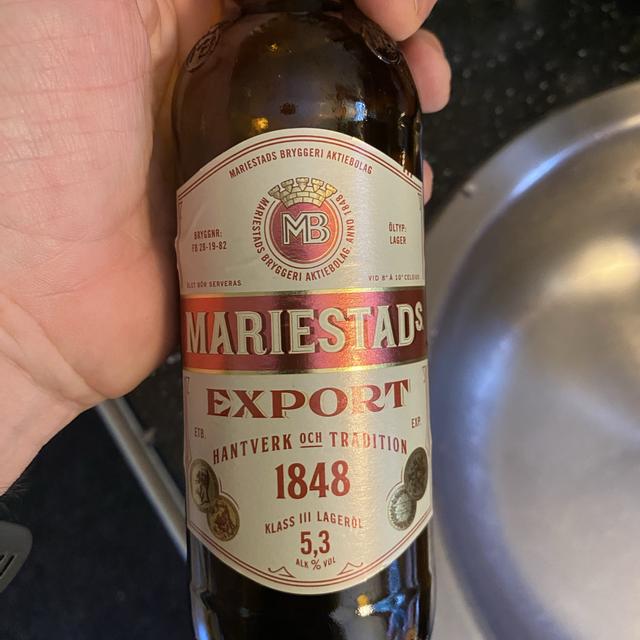 MARIESTADS BRYGGERI AKTIEBOLAG
MARIESTADS BRYGGERI AKTIEBOLAG. ANNO 1848
MB
BRYGGNR:
FB 28-19-82
ÖLTYP:
LAGER
ÖLET BÖR SERVERAS
VID 8° À 10° CELSIUS
MARIESTADS
EXPORT
ETB.
EXP.
HANTVERK OCH TRADITION
1848
KLASS III LAGERÖL
5,3
ALK % VOL